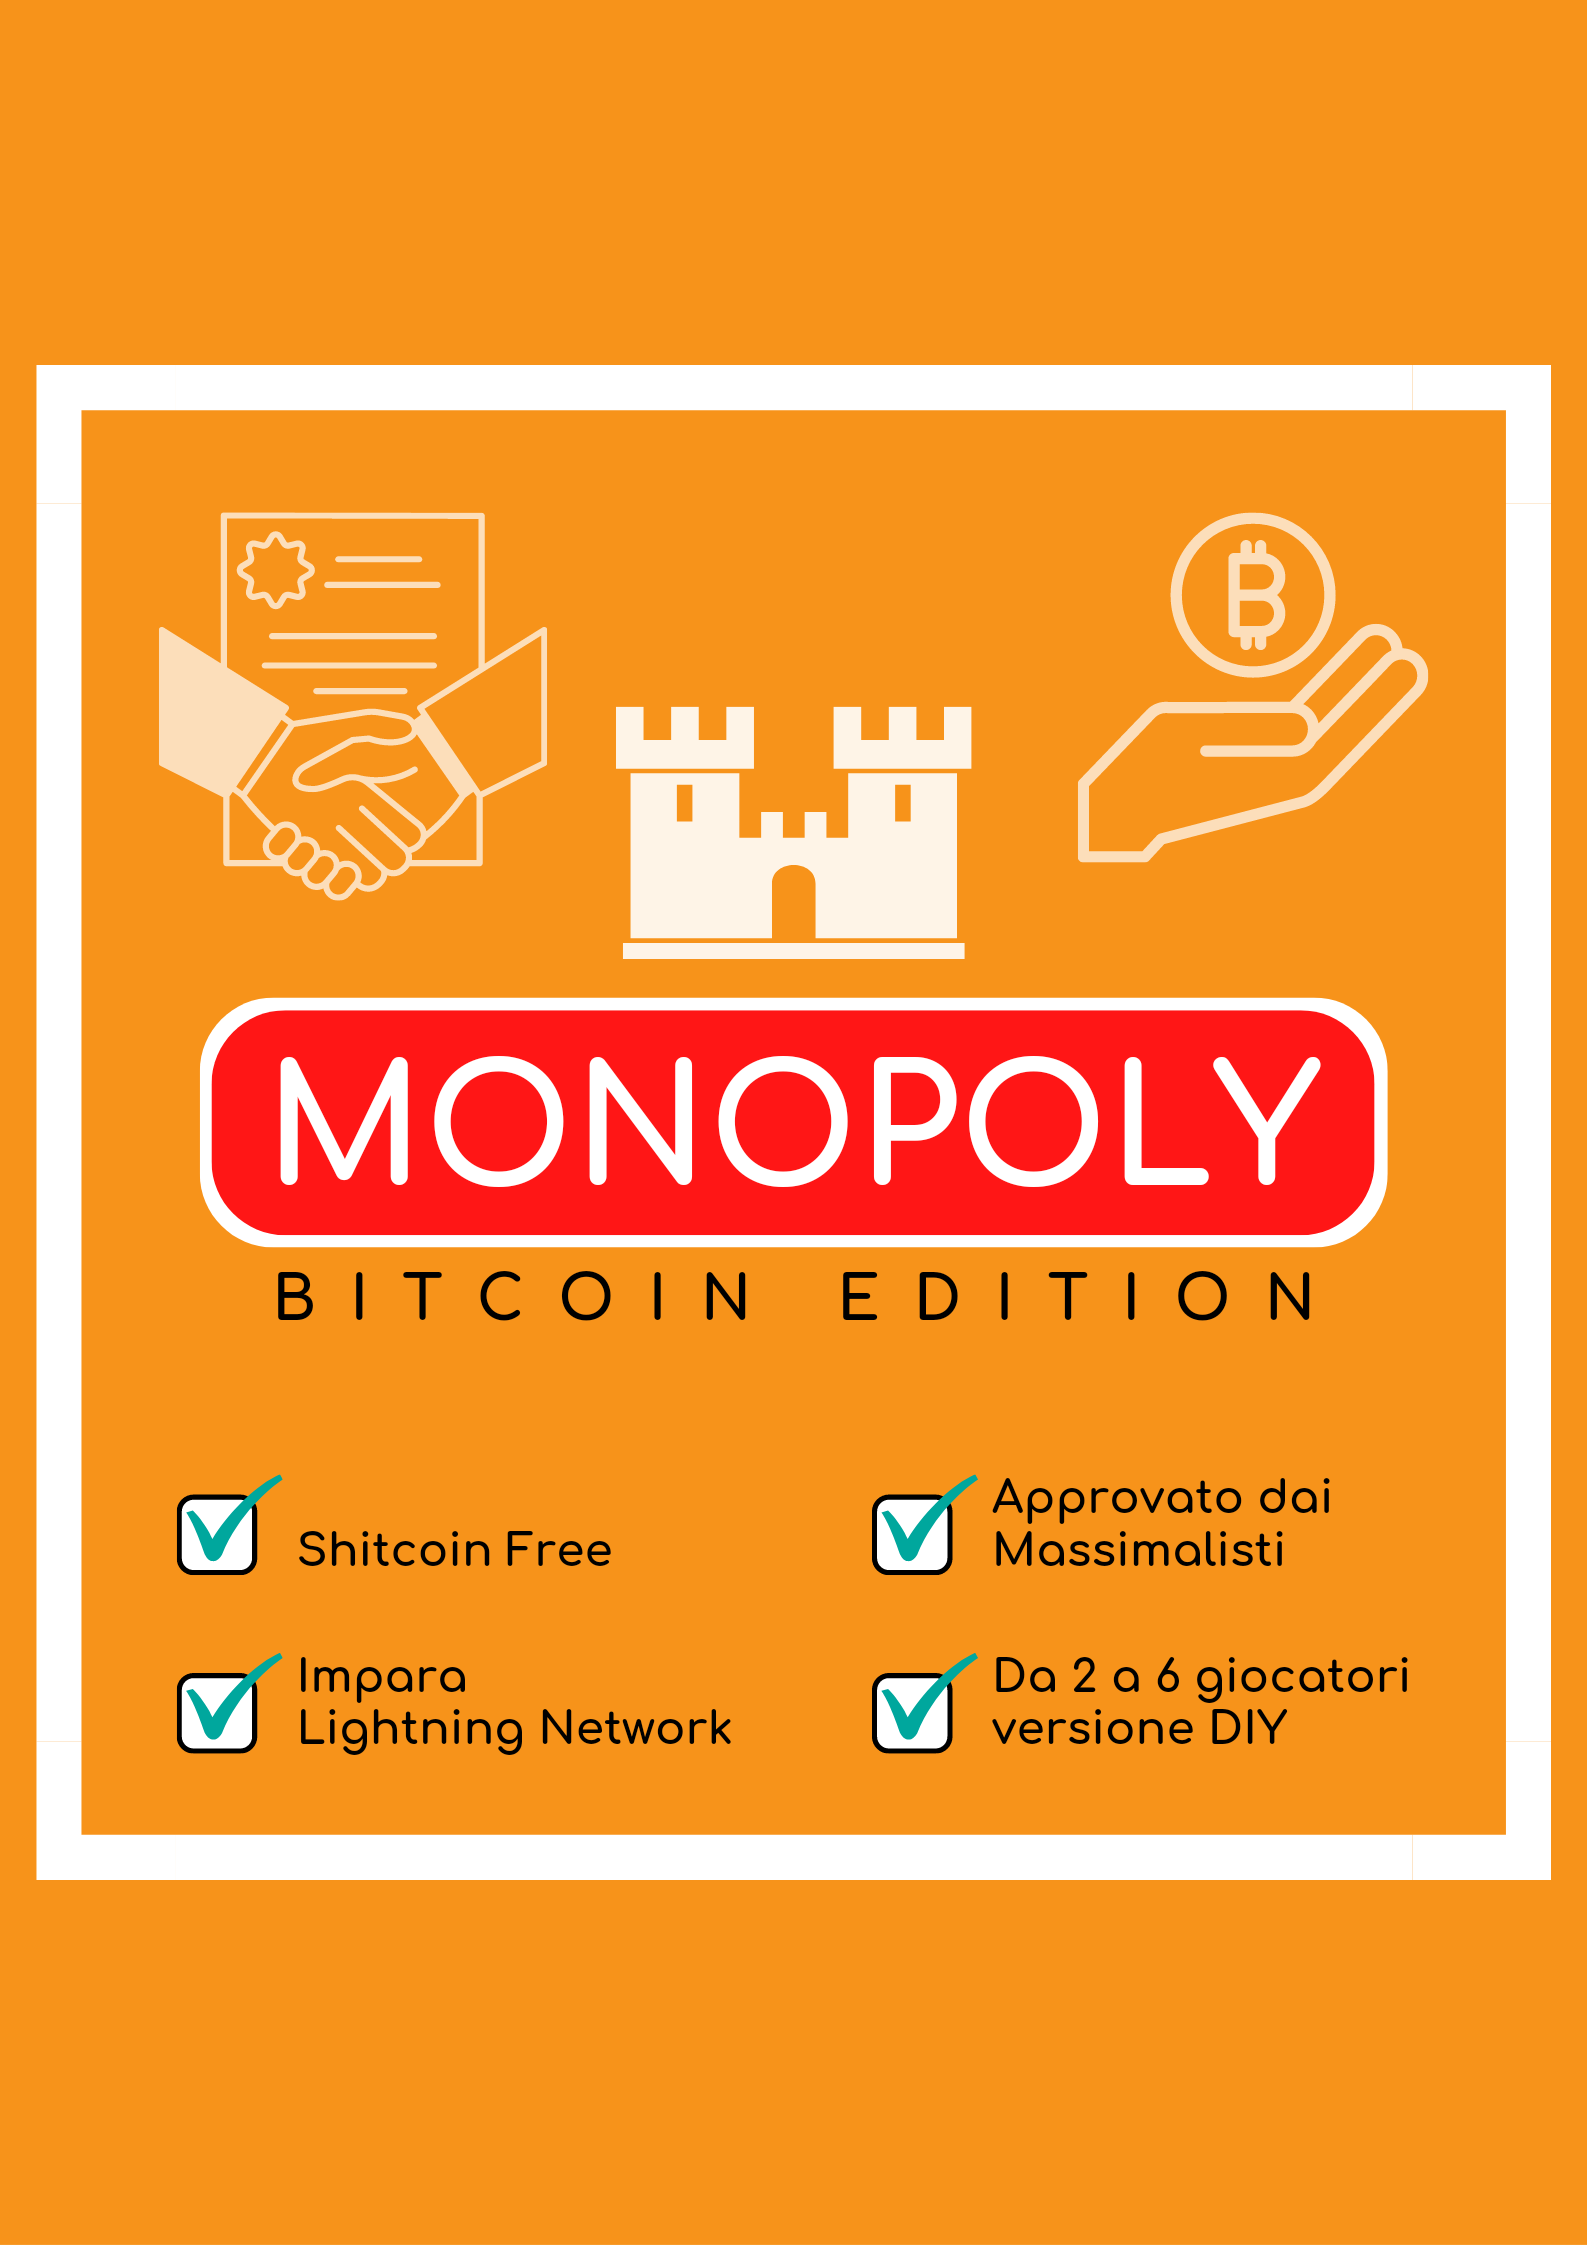 MONOPOLY
BITCOIN EDITION
Shitcoin Free
Approvato dai
Massimalisti
Impara
Lightning Network
Da 2 a 6 giocatori
versione DIY